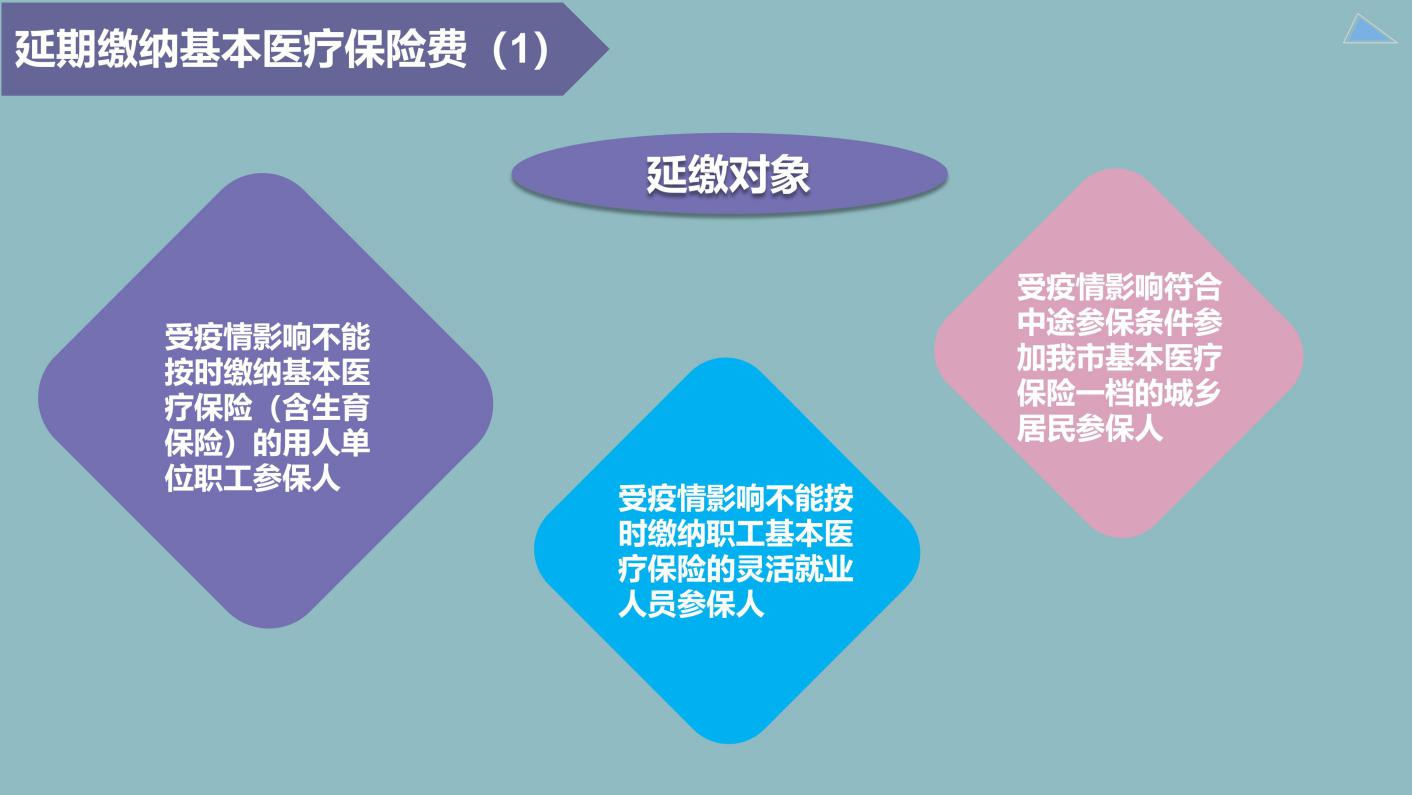 延期缴纳基本医疗保险费（1）
延缴对象
受疫情影响不能
按时缴纳基本医
疗保险（含生育
保险）的用人单
位职工参保人
受疫情影响不能按
时缴纳职工基本医
疗保险的灵活就业
人员参保人
受疫情影响符合
中途参保条件参
加我市基本医疗
保险一档的城乡
居民参保人